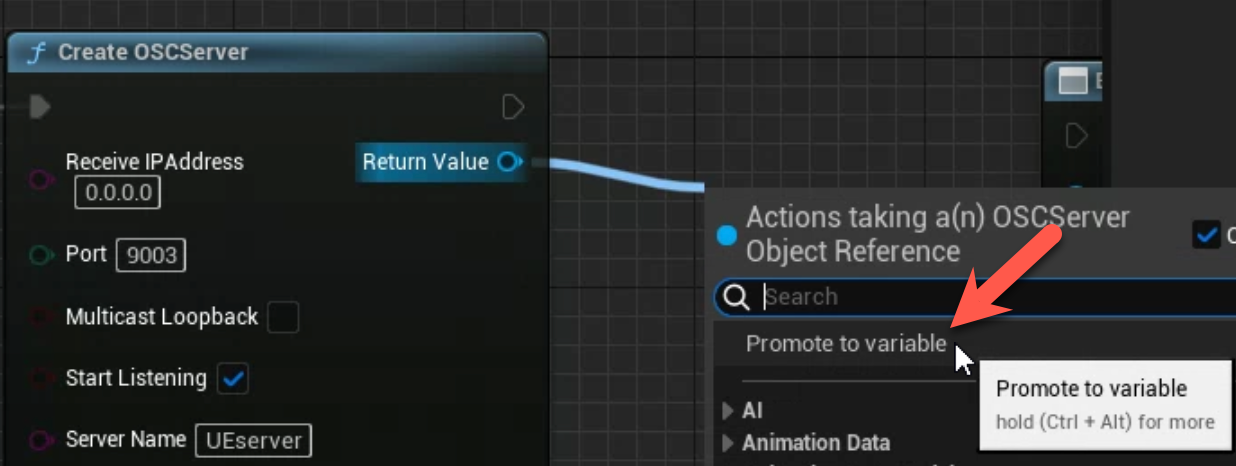 Create OSCServer
Receive IPAddress
0.0.0.0
Return Value
Port 9003
Multicast Loopback
Start Listening
Server Name UEserver
Actions taking a(n) OSCServer
Object Reference
Search
Promote to variable
AI
Animation Data
Promote to variable
hold (Ctrl + Alt) for more